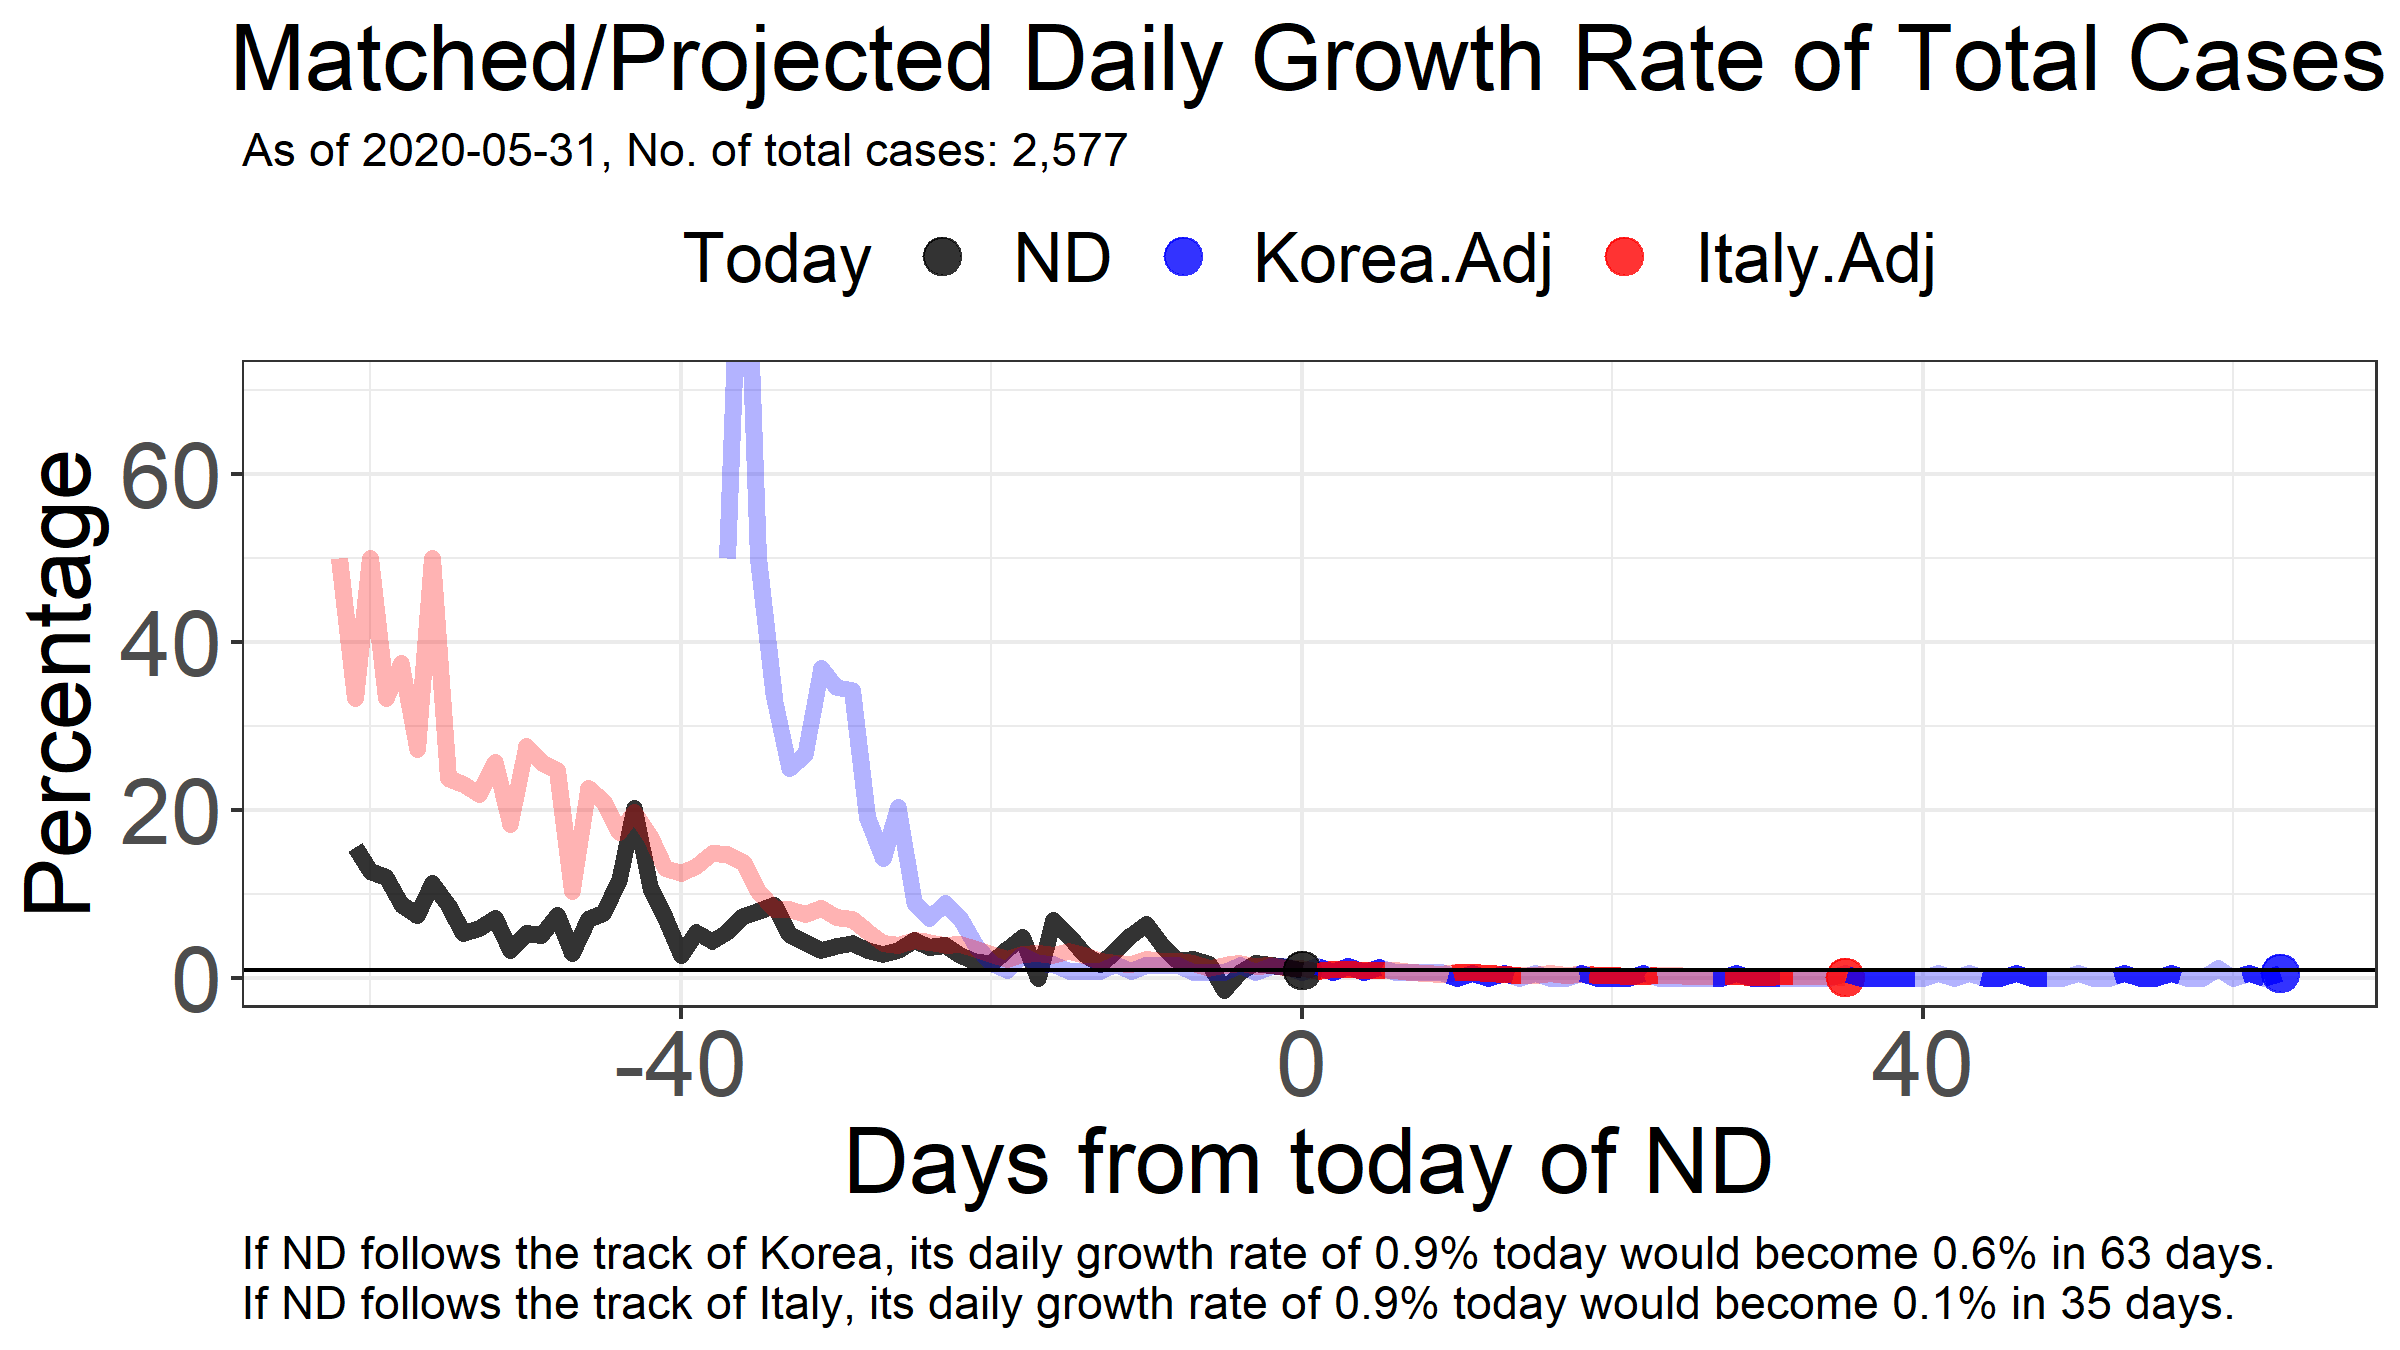 Matched/Projected Daily Growth Rate of Total Cases
As of 2020-05-31, No. of total cases: 2,577
Today ND Korea.Adj Italy.Adj
Percentage
60
40
20
0
-40 0 40
Days from today of ND
If ND follows the track of Korea, its daily growth rate of 0.9% today would become 0.6% in 63 days.
If ND follows the track of Italy, its daily growth rate of 0.9% today would become 0.1% in 35 days.